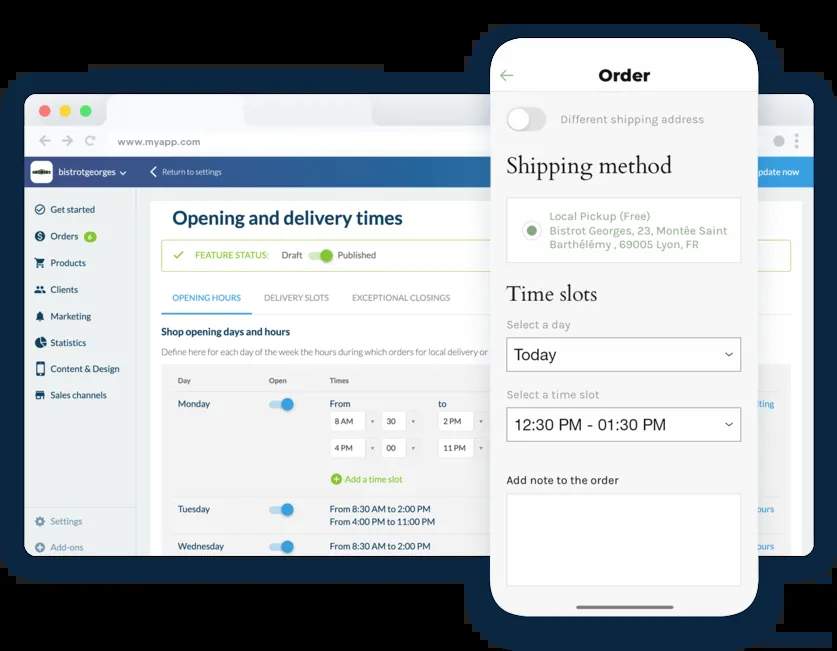 www.myapp.com
bistrotgeorges
Return to settings
pdate now
Get started
Orders 6
Products
Clients
Marketing
Statistics
Content & Design
Sales channels
Settings
Add-ons
Opening and delivery times
FEATURE STATUS: Draft Published
OPENING HOURS DELIVERY SLOTS EXCEPTIONAL CLOSINGS
Shop opening days and hours
Define here for each day of the week the hours during which orders for local delivery or
Day Open Times
Monday From to
8 AM 30 2 PM
4 PM 00 11 PM
Add a time slot
Tuesday From 8:30 AM to 2:00 PM
From 4:00 PM to 11:00 PM
Wednesday From 8:30 AM to 2:00 PM
iting
ours
ours
Order
Different shipping address
Shipping method
Local Pickup (Free)
Bistrot Georges, 23, Montée Saint
Barthélémy , 69005 Lyon, FR
Time slots
Select a day
Today
Select a time slot
12:30 PM - 01:30 PM
Add note to the order